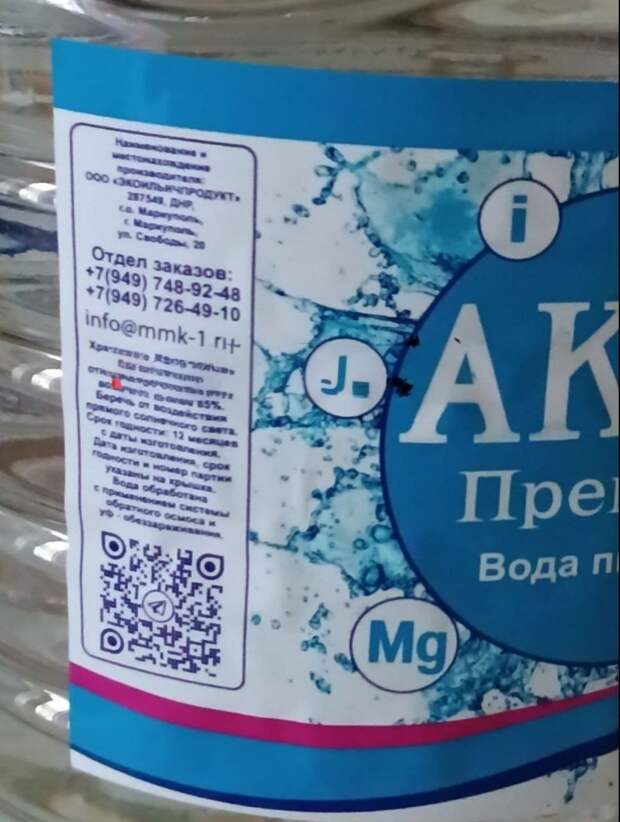 Наименование и
местонахождение
производителя:
ООО «ЭКОИЛЬИЧПРОДУКТ»
287549, ДНР,
г.о. Мариуполь,
г. Мариуполь,
ул. Свободы, 20
Отдел заказов:
+7(949) 748-92-48
+7(949) 726-49-10
info@mmk-1.ru
85%.
Беречь от воздействия
прямого солнечного света.
Срок годности: 12 месяцев
с даты изготовления.
Дата изготовления, срок
годности и номер партии
указаны на крышке.
Вода обработана
с применением системы
обратного осмоса и
уф - обеззараживания.
i
АК
J
Пре
Вода п
Mg